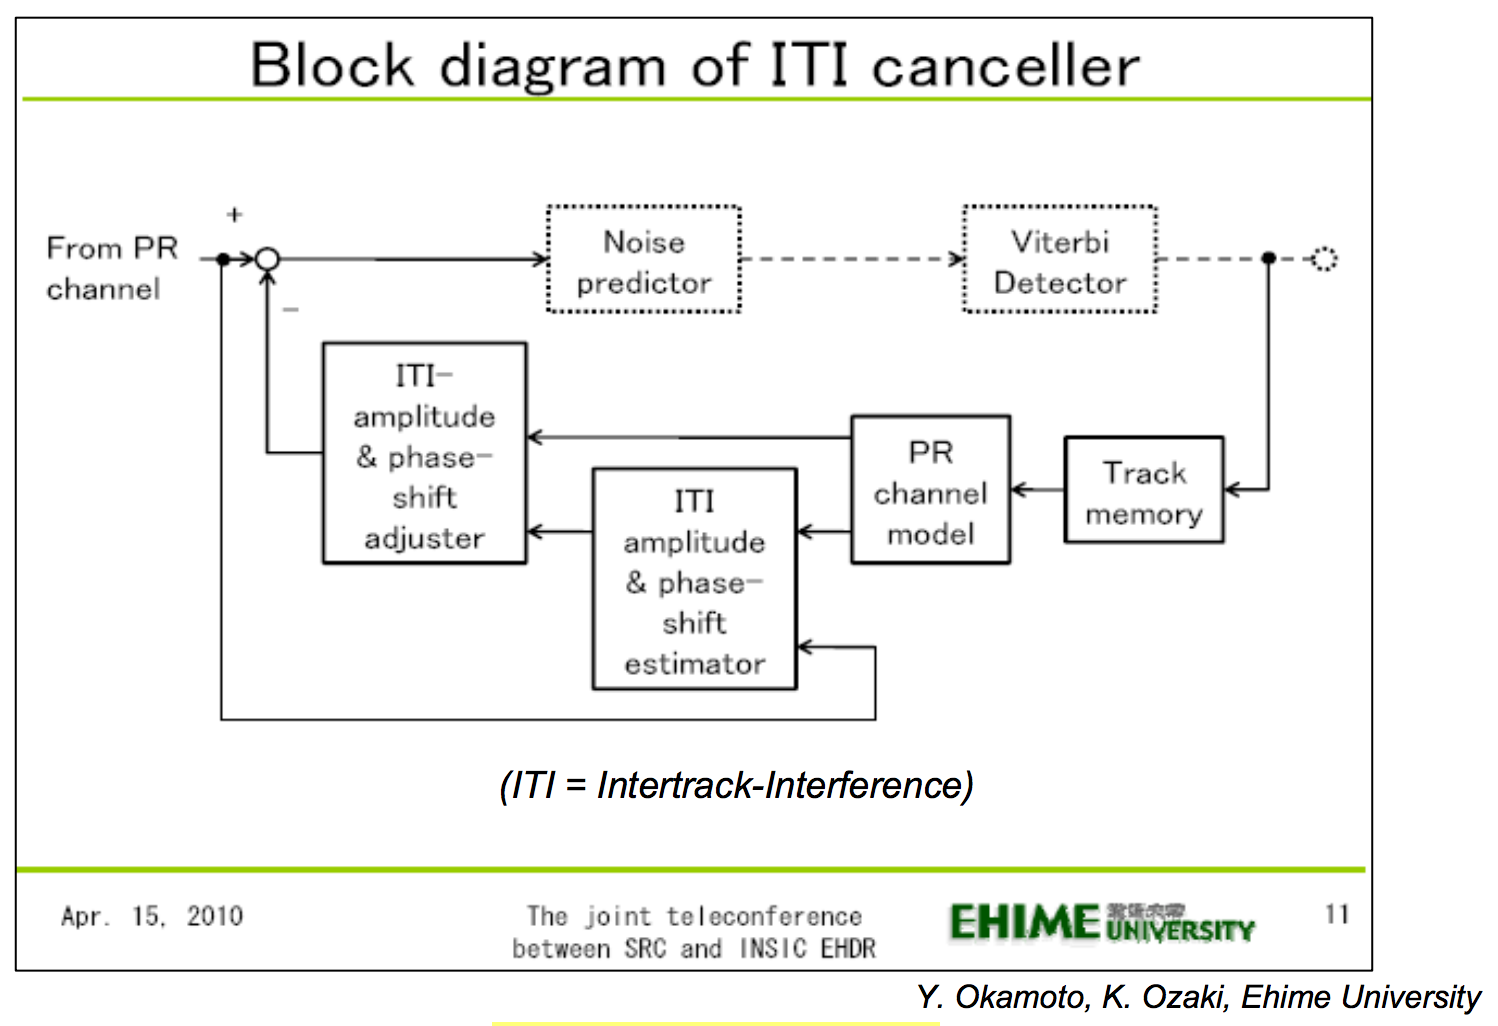 Block diagram of ITI canceller
+
From PR
channel
Noise
predictor
Viterbi
Detector
−
ITI−
amplitude
& phase−
shift
adjuster
ITI
amplitude
& phase−
shift
estimator
PR
channel
model
Track
memory
(ITI = Intertrack-Interference)
Apr. 15, 2010
The joint teleconference
between SRC and INSIC EHDR
EHIME
UNIVERSITY
11
Y. Okamoto, K. Ozaki, Ehime University